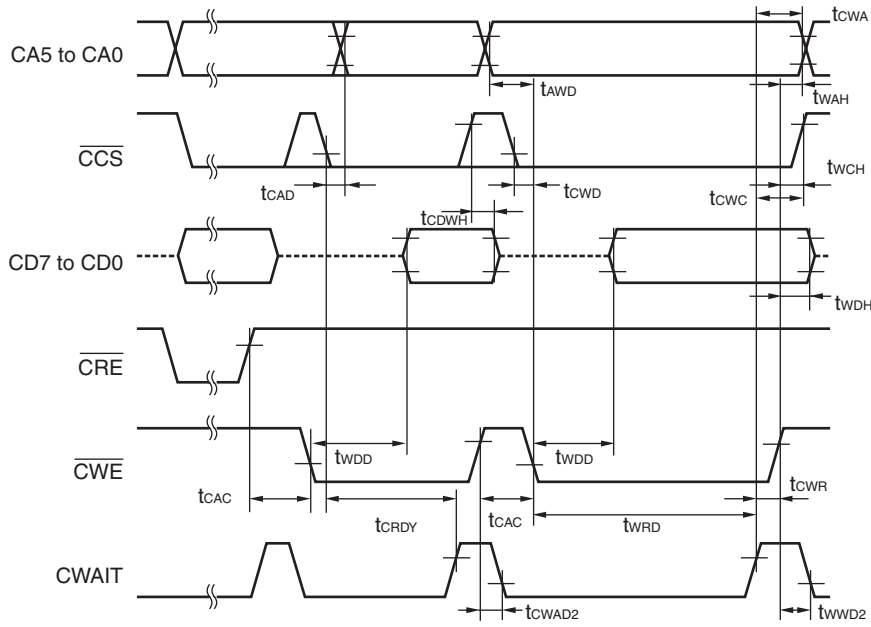 tCWA
CA5 to CA0
tAWD
tWAH
CCS
tCAD
tCWD
tWCH
tCWC
tCDWH
CD7 to CD0
tWDH
CRE
CWE
tWDD
tWDD
tCAC
tCRDY
tCAC
tWRD
tCWR
CWAIT
tCWAD2
tWWD2